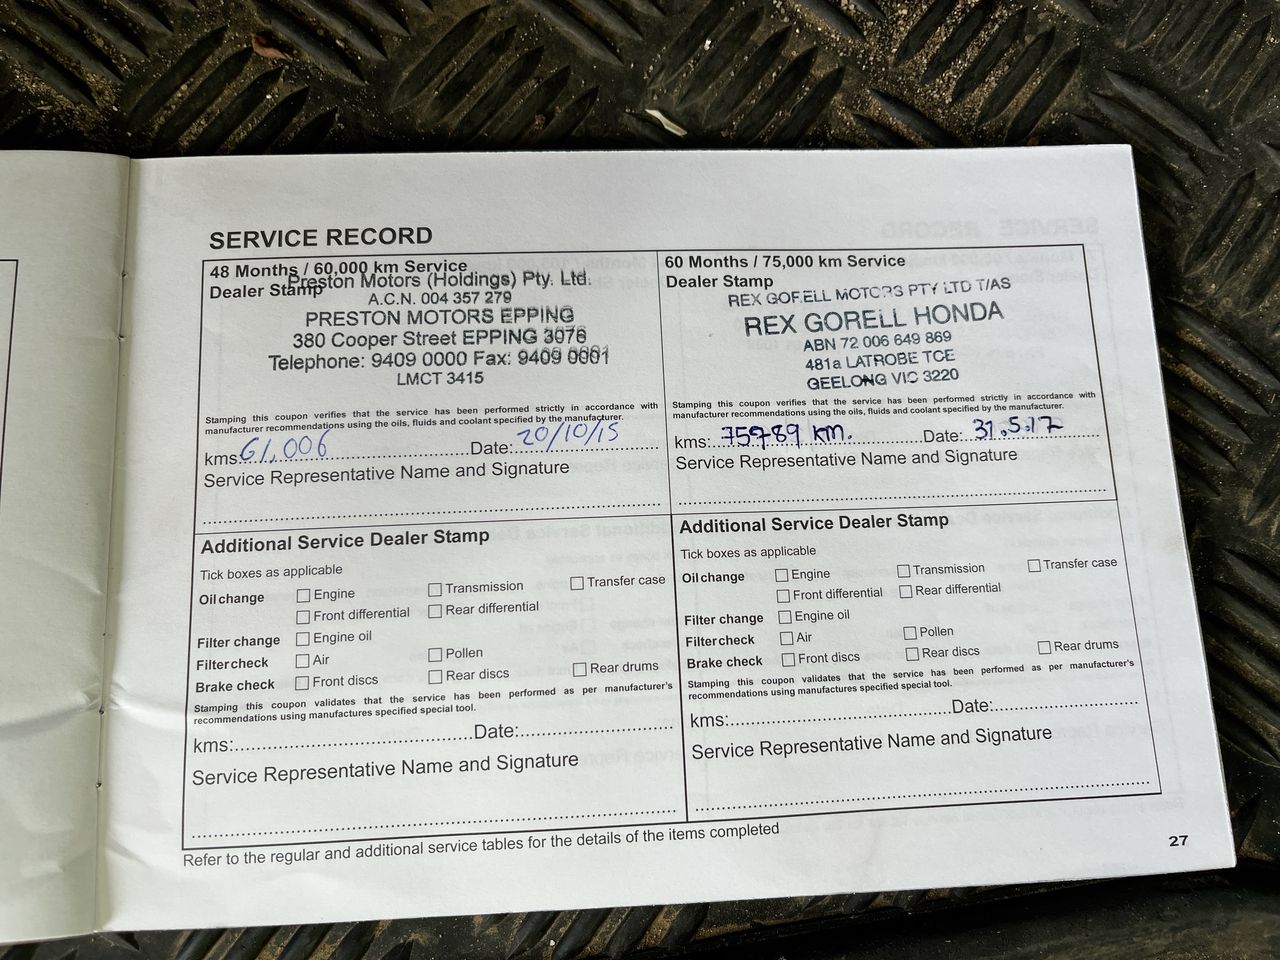 SERVICE RECORD
48 Months / 60,000 km Service
Dealer Stamp
Preston Motors (Holdings) Pty. Ltd.
A.C.N. 004 357 279
PRESTON MOTORS EPPING
380 Cooper Street EPPING 3076
Telephone: 9409 0000 Fax: 9409 0001
LMCT 3415
Stamping this coupon verifies that the service has been performed strictly in accordance with
manufacturer recommendations using the oils, fluids and coolant specified by the manufacturer.
kms: 61,006 Date: 20/10/15
Service Representative Name and Signature
60 Months / 75,000 km Service
Dealer Stamp
REX GORELL MOTORS PTY LTD T/AS
REX GORELL HONDA
ABN 72 006 649 869
481a LATROBE TCE
GEELONG VIC 3220
Stamping this coupon verifies that the service has been performed strictly in accordance with
manufacturer recommendations using the oils, fluids and coolant specified by the manufacturer.
kms: 75989 km. Date: 31.5.17
Service Representative Name and Signature
Additional Service Dealer Stamp
Tick boxes as applicable
Oil change Engine Transmission Transfer case
Front differential Rear differential
Filter change Engine oil
Filter check Air Pollen
Brake check Front discs Rear discs Rear drums
Stamping this coupon validates that the service has been performed as per manufacturer's
recommendations using manufactures specified special tool.
kms: Date:
Service Representative Name and Signature
Additional Service Dealer Stamp
Tick boxes as applicable
Oil change Engine Transmission Transfer case
Front differential Rear differential
Filter change Engine oil
Filter check Air Pollen
Brake check Front discs Rear discs Rear drums
Stamping this coupon validates that the service has been performed as per manufacturer's
recommendations using manufactures specified special tool.
kms: Date:
Service Representative Name and Signature
Refer to the regular and additional service tables for the details of the items completed
27